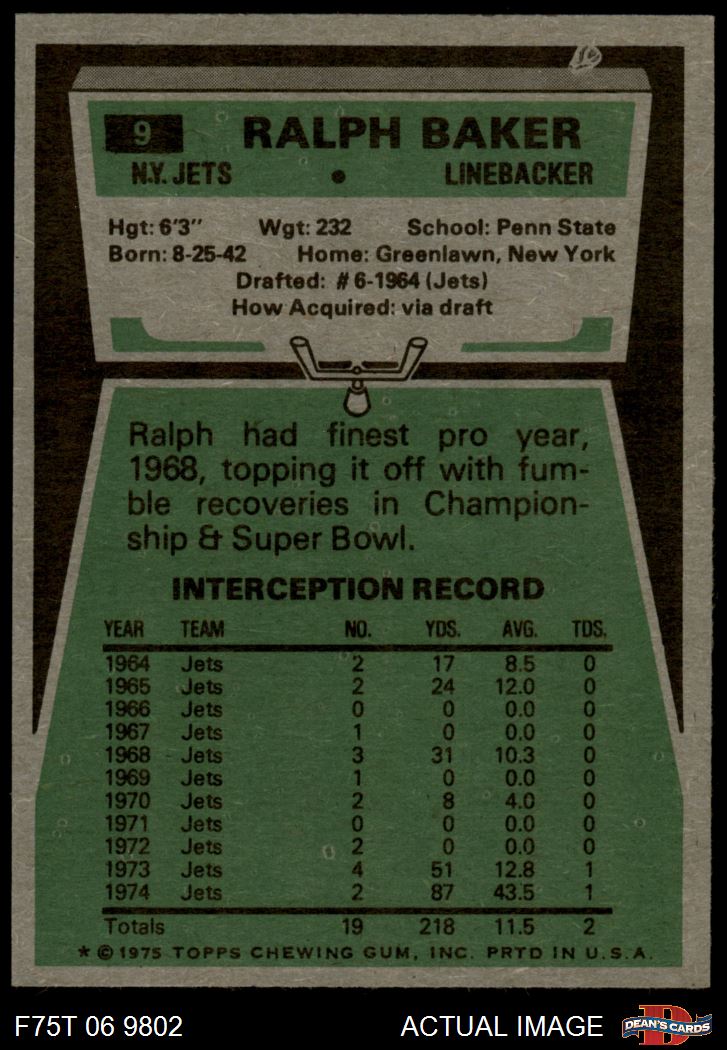 9 RALPH BAKER
N.Y. JETS • LINEBACKER
Hgt: 6'3" Wgt: 232 School: Penn State
Born: 8-25-42 Home: Greenlawn, New York
Drafted: #6-1964 (Jets)
How Acquired: via draft
Ralph had finest pro year,
1968, topping it off with fum-
ble recoveries in Champion-
ship & Super Bowl.
INTERCEPTION RECORD
YEAR TEAM NO. YDS. AVG. TDS.
1964 Jets 2 17 8.5 0
1965 Jets 2 24 12.0 0
1966 Jets 0 0 0.0 0
1967 Jets 1 0 0.0 0
1968 Jets 3 31 10.3 0
1969 Jets 1 0 0.0 0
1970 Jets 2 8 4.0 0
1971 Jets 0 0 0.0 0
1972 Jets 2 0 0.0 0
1973 Jets 4 51 12.8 1
1974 Jets 2 87 43.5 1
Totals 19 218 11.5 2
* © 1975 TOPPS CHEWING GUM, INC. PRTD IN U.S.A.
F75T 06 9802 ACTUAL IMAGE D DEAN'S CARDS